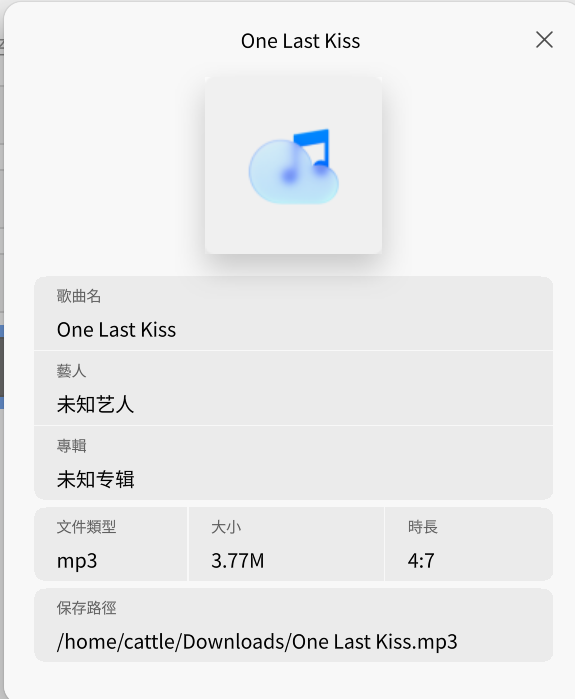 One Last Kiss
歌曲名
One Last Kiss
藝人
未知艺人
專輯
未知专辑
文件類型
大小
時長
mp3
3.77M
4:7
保存路徑
/home/cattle/Downloads/One Last Kiss.mp3